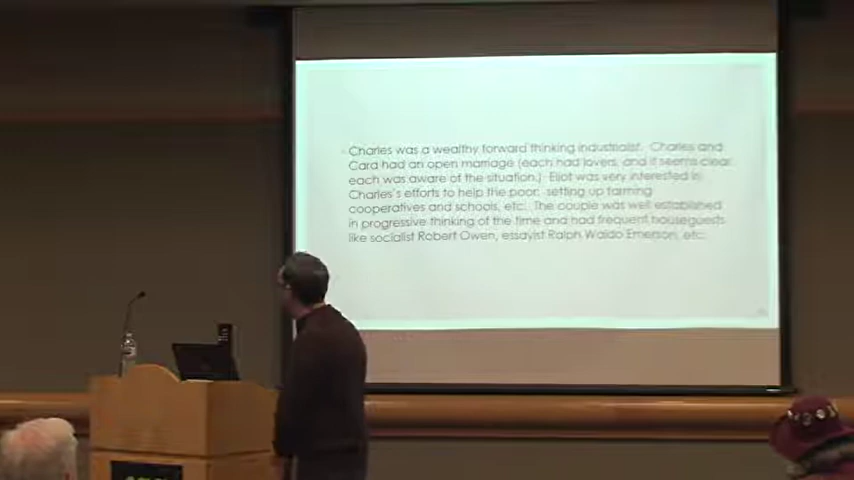 Charles was a wealthy forward thinking industrialist. Charles and
Cara had an open marriage (each had lovers, and it seems clear
each was aware of the situation.) Eliot was very interested in
Charles's efforts to help the poor: setting up farming
cooperatives and schools, etc. The couple was well established
in progressive thinking of the time and had frequent houseguests
like socialist Robert Owen, essayist Ralph Waldo Emerson, etc.